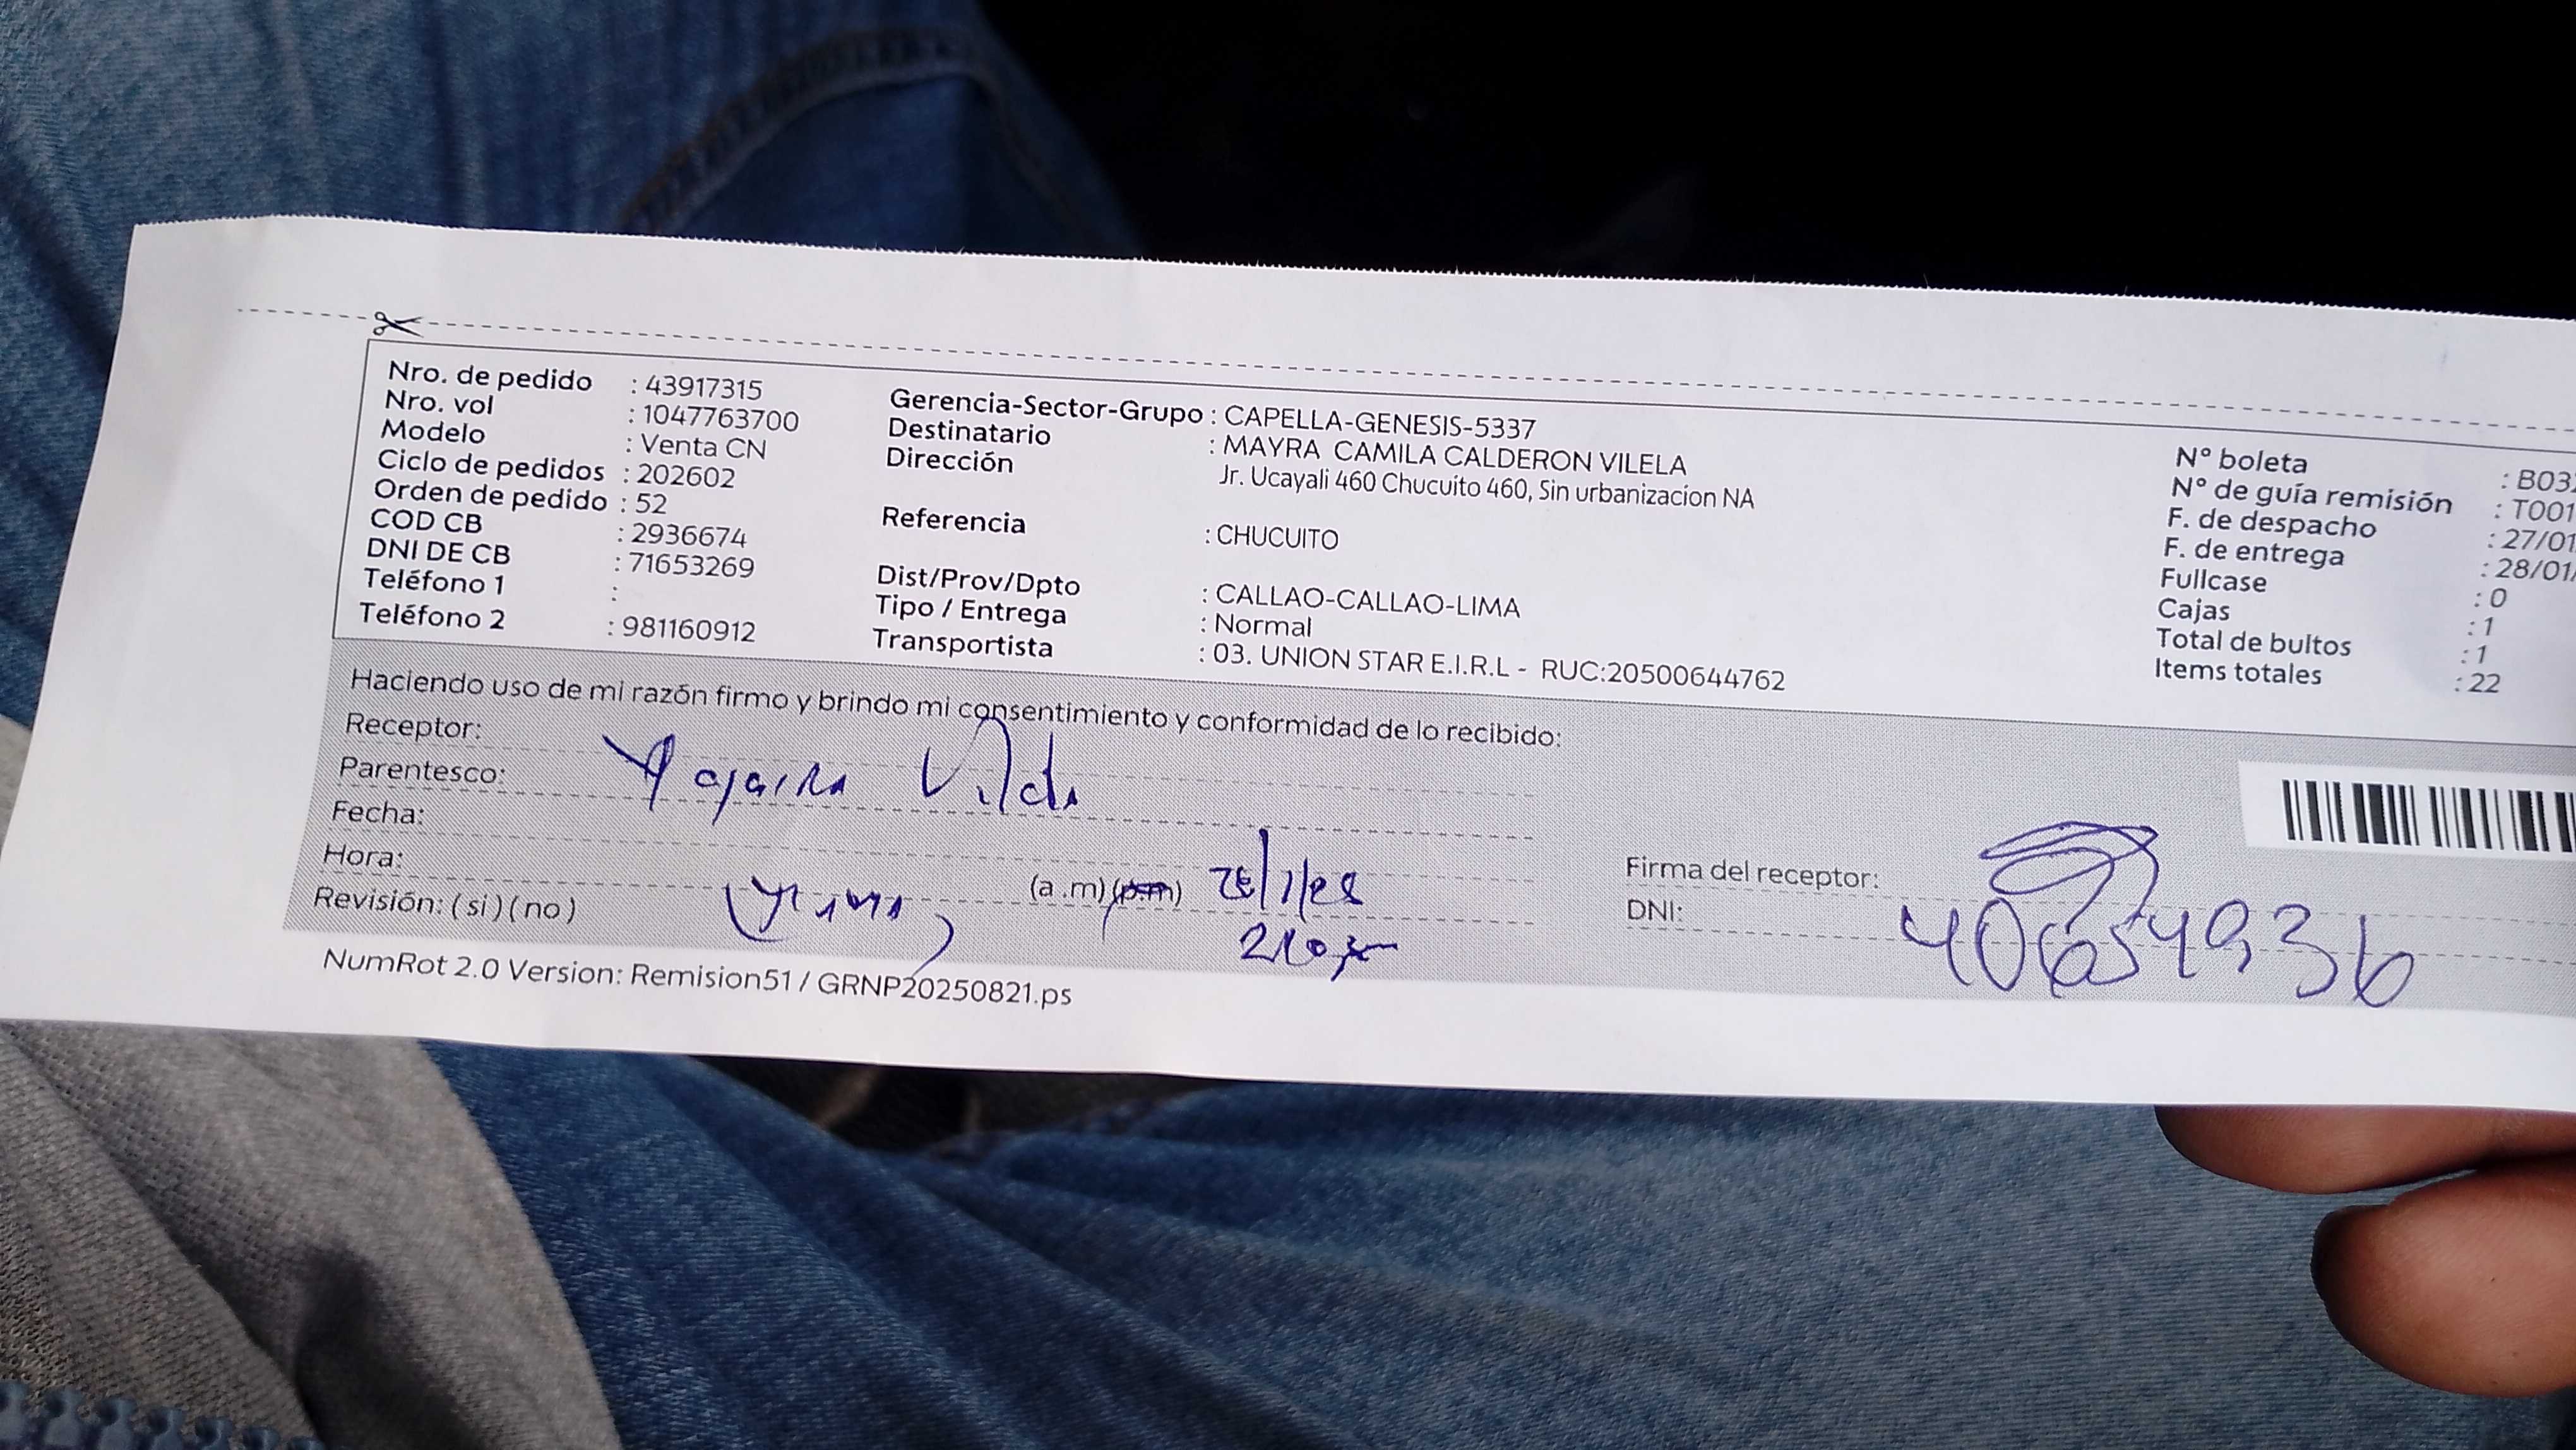 Nro. de pedido : 43917315
Nro. vol : 1047763700
Modelo : Venta CN
Ciclo de pedidos : 202602
Orden de pedido : 52
COD CB : 2936674
DNI DE CB : 71653269
Teléfono 1 :
Teléfono 2 : 981160912
Gerencia-Sector-Grupo : CAPELLA-GENESIS-5337
Destinatario : MAYRA CAMILA CALDERON VILELA
Dirección Jr. Ucayali 460 Chucuito 460, Sin urbanizacion NA
Referencia : CHUCUITO
Dist/Prov/Dpto : CALLAO-CALLAO-LIMA
Tipo / Entrega : Normal
Transportista : 03. UNION STAR E.I.R.L - RUC:20500644762
N° boleta : B03
N° de guía remisión : T001
F. de despacho : 27/01
F. de entrega : 28/01/
Fullcase : 0
Cajas : 1
Total de bultos : 1
Items totales : 22
Haciendo uso de mi razón firmo y brindo mi consentimiento y conformidad de lo recibido:
Receptor:
Parentesco:
Fecha:
Hora: (a.m)(p.m)
Revisión: (si)(no)
Firma del receptor:
DNI: 40654936
NumRot 2.0 Version: Remision51 / GRNP20250821.ps